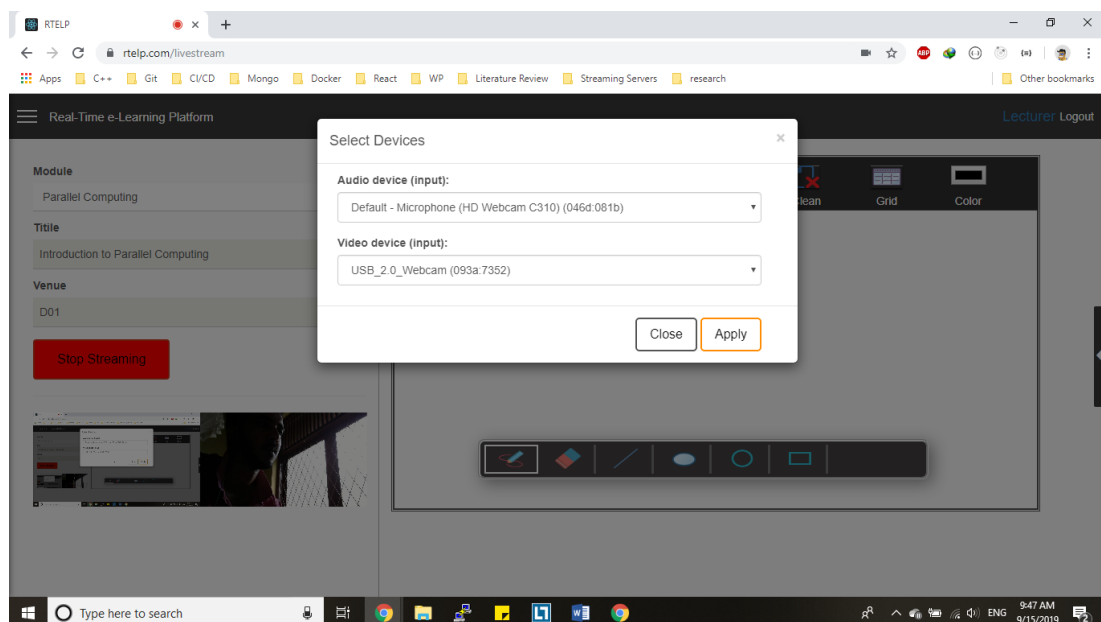 RTELP
rtelp.com/livestream
ABP
Apps C++ Git CI/CD Mongo Docker React WP Literature Review Streaming Servers research Other bookmarks
Real-Time e-Learning Platform
Lecturer Logout
Select Devices
Module
Parallel Computing
Titile
Introduction to Parallel Computing
Venue
D01
Stop Streaming
Audio device (input):
Default - Microphone (HD Webcam C310) (046d:081b)
Video device (input):
USB_2.0_Webcam (093a:7352)
Close Apply
lean Grid Color
Type here to search
ENG
9:47 AM
9/15/2019